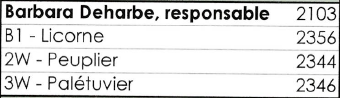 Barbara Deharbe, responsable 2103
B1 - Licorne 2356
2W - Peuplier 2344
3W - Palétuvier 2346